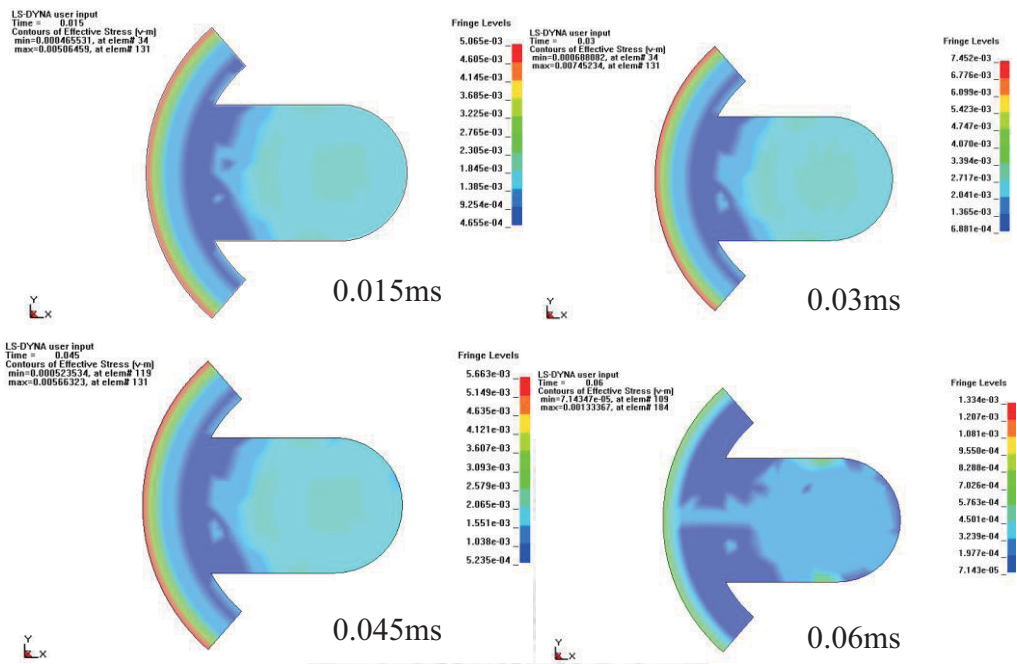 LS-DYNA user input
Time = 0.015
Contours of Effective Stress (v-m)
min=0.000465531, at elem# 34
max=0.00506459, at elem# 131
Fringe Levels
5.065e-03
4.605e-03
4.145e-03
3.685e-03
3.225e-03
2.765e-03
2.305e-03
1.845e-03
1.385e-03
9.254e-04
4.655e-04
Y
X
0.015ms
LS-DYNA user input
Time = 0.03
Contours of Effective Stress (v-m)
min=0.000688082, at elem# 34
max=0.00745234, at elem# 131
Fringe Levels
7.452e-03
6.776e-03
6.099e-03
5.423e-03
4.747e-03
4.070e-03
3.394e-03
2.717e-03
2.041e-03
1.365e-03
6.881e-04
Y
X
0.03ms
LS-DYNA user input
Time = 0.045
Contours of Effective Stress (v-m)
min=0.000523534, at elem# 119
max=0.00566323, at elem# 131
Fringe Levels
5.663e-03
5.149e-03
4.635e-03
4.121e-03
3.607e-03
3.093e-03
2.579e-03
2.065e-03
1.551e-03
1.038e-03
5.235e-04
Y
X
0.045ms
LS-DYNA user input
Time = 0.06
Contours of Effective Stress (v-m)
min=7.14347e-05, at elem# 109
max=0.00133367, at elem# 184
Fringe Levels
1.334e-03
1.207e-03
1.081e-03
9.550e-04
8.288e-04
7.026e-04
5.763e-04
4.501e-04
3.239e-04
1.977e-04
7.143e-05
Y
X
0.06ms